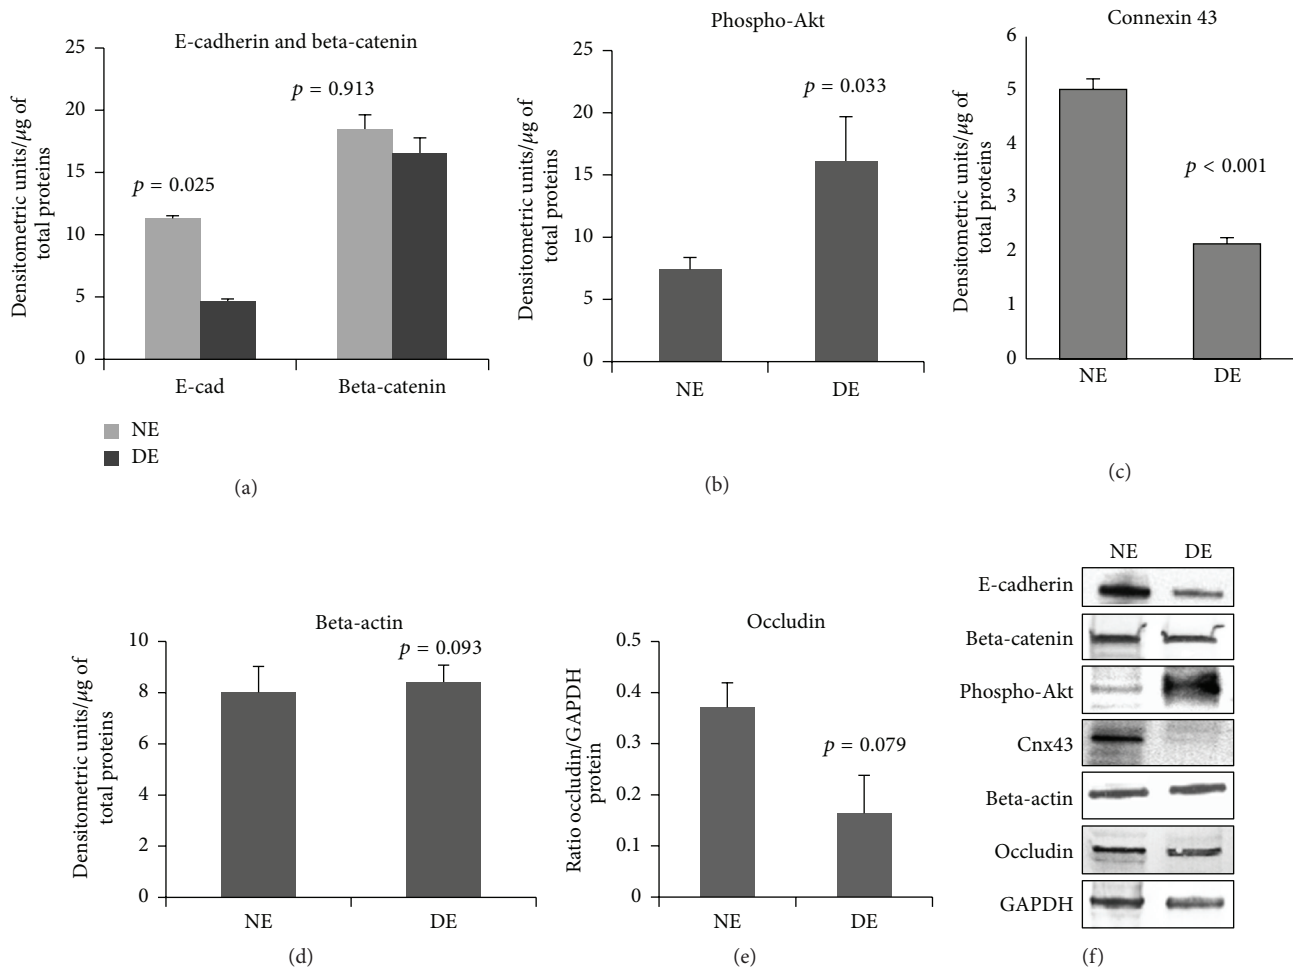 E-cadherin and beta-catenin
Densitometric units/μg of
total proteins
25
20
15
10
5
0
p = 0.025
p = 0.913
E-cad
Beta-catenin
NE
DE
(a)
Phospho-Akt
Densitometric units/μg of
total proteins
25
20
15
10
5
0
p = 0.033
NE
DE
(b)
Connexin 43
Densitometric units/μg of
total proteins
6
5
4
3
2
1
0
p < 0.001
NE
DE
(c)
Beta-actin
Densitometric units/μg of
total proteins
10
8
6
4
2
0
p = 0.093
NE
DE
(d)
Occludin
Ratio occludin/GAPDH
protein
0.5
0.4
0.3
0.2
0.1
0
p = 0.079
NE
DE
(e)
NE DE
E-cadherin
Beta-catenin
Phospho-Akt
Cnx43
Beta-actin
Occludin
GAPDH
(f)